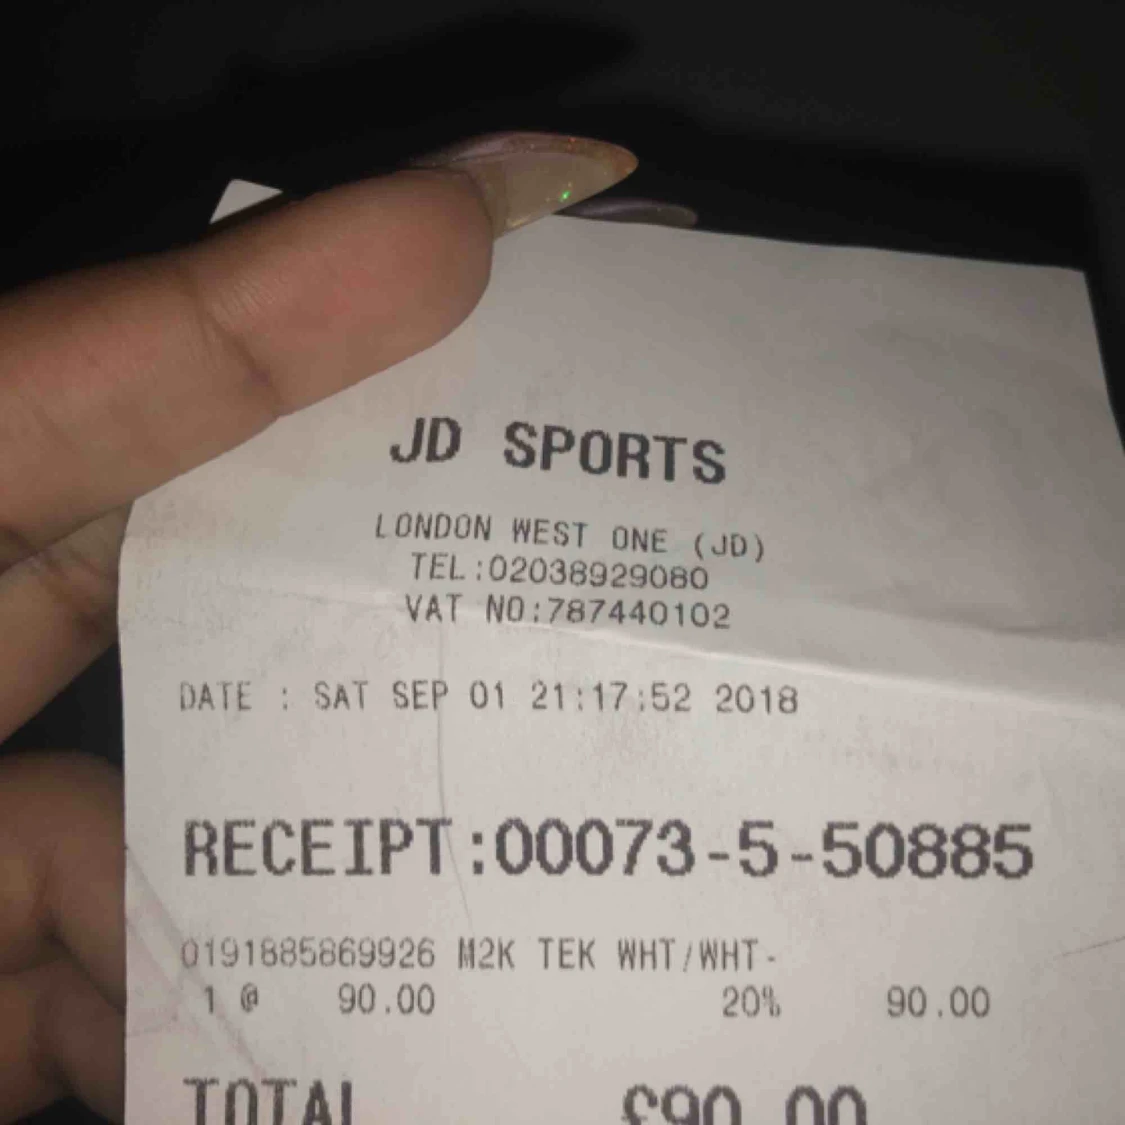 JD SPORTS
LONDON WEST ONE (JD)
TEL:02038929080
VAT NO:787440102
DATE : SAT SEP 01 21:17:52 2018
RECEIPT:00073-5-50885
0191885869926 M2K TEK WHT/WHT-
1 @ 90.00 20% 90.00
TOTAL £90.00